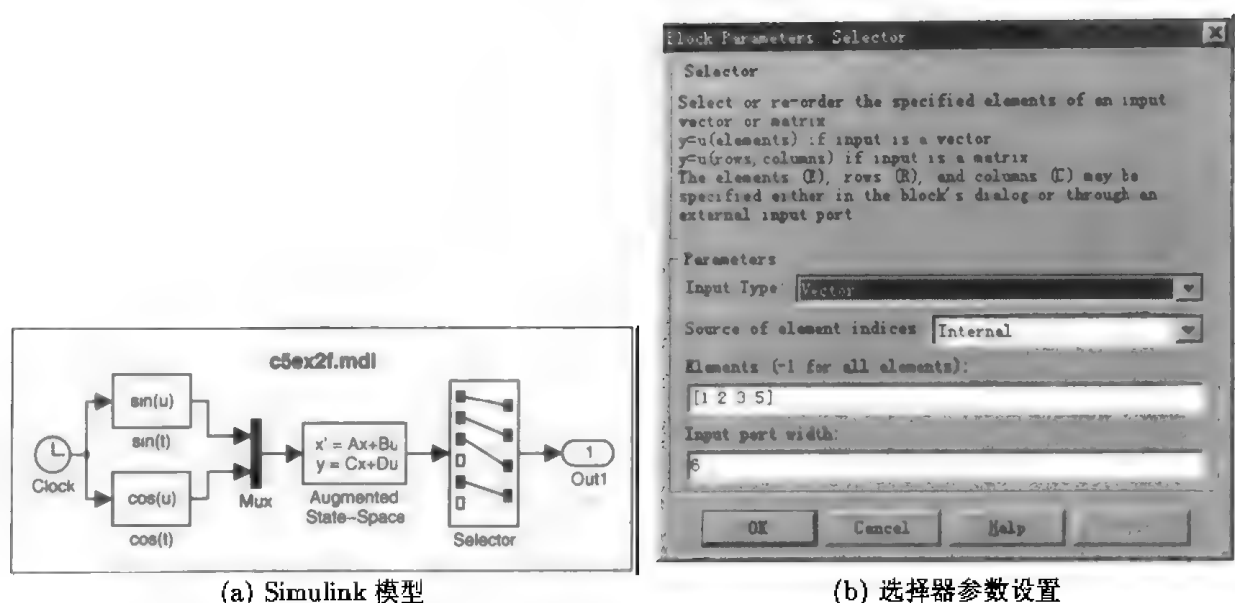 c5ex2f.mdl
sin(u)
sin(t)
x' = Ax+Bu
y = Cx+Du
1
Clock
cos(u)
Mux
Augmented
State-Space
Out1
cos(t)
Selector
(a) Simulink 模型
Block Parameters: Selector
Selector
Select or re-order the specified elements of an input
vector or matrix
y=u(elements) if input is a vector
y=u(rows,columns) if input is a matrix
The elements (E), rows (R), and columns (C) may be
specified either in the block's dialog or through an
external input port
Parameters
Input Type: Vector
Source of element indices Internal
Elements (-1 for all elements):
[1 2 3 5]
Input port width:
6
OK
Cancel
Help
(b) 选择器参数设置